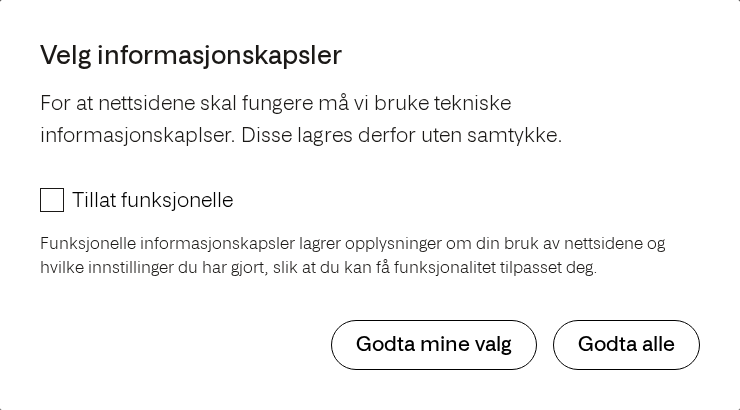 Velg informasjonskapsler
For at nettsidene skal fungere må vi bruke tekniske
informasjonskaplser. Disse lagres derfor uten samtykke.
Tillat funksjonelle
Funksjonelle informasjonskapsler lagrer opplysninger om din bruk av nettsidene og
hvilke innstillinger du har gjort, slik at du kan få funksjonalitet tilpasset deg.
Godta mine valg
Godta alle